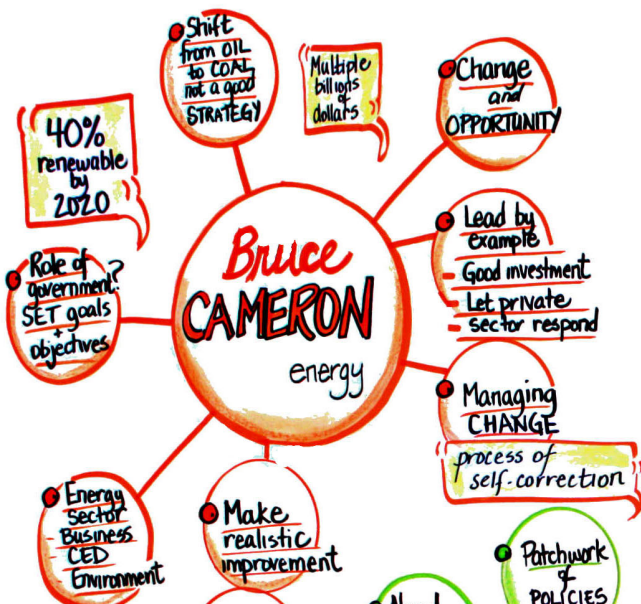 Shift
from OIL
to COAL
not a good
STRATEGY
Multiple
billions
of
dollars
Change
and
OPPORTUNITY
40%
renewable
by
2020
Lead by
example
- Good investment
- Let private
- sector respond
Role of
government?
SET goals
+
objectives
Bruce
CAMERON
energy
Managing
CHANGE
process of
self-correction
Energy
Sector
Business
CED
Environment
Make
realistic
improvement
Patchwork
of
POLICIES